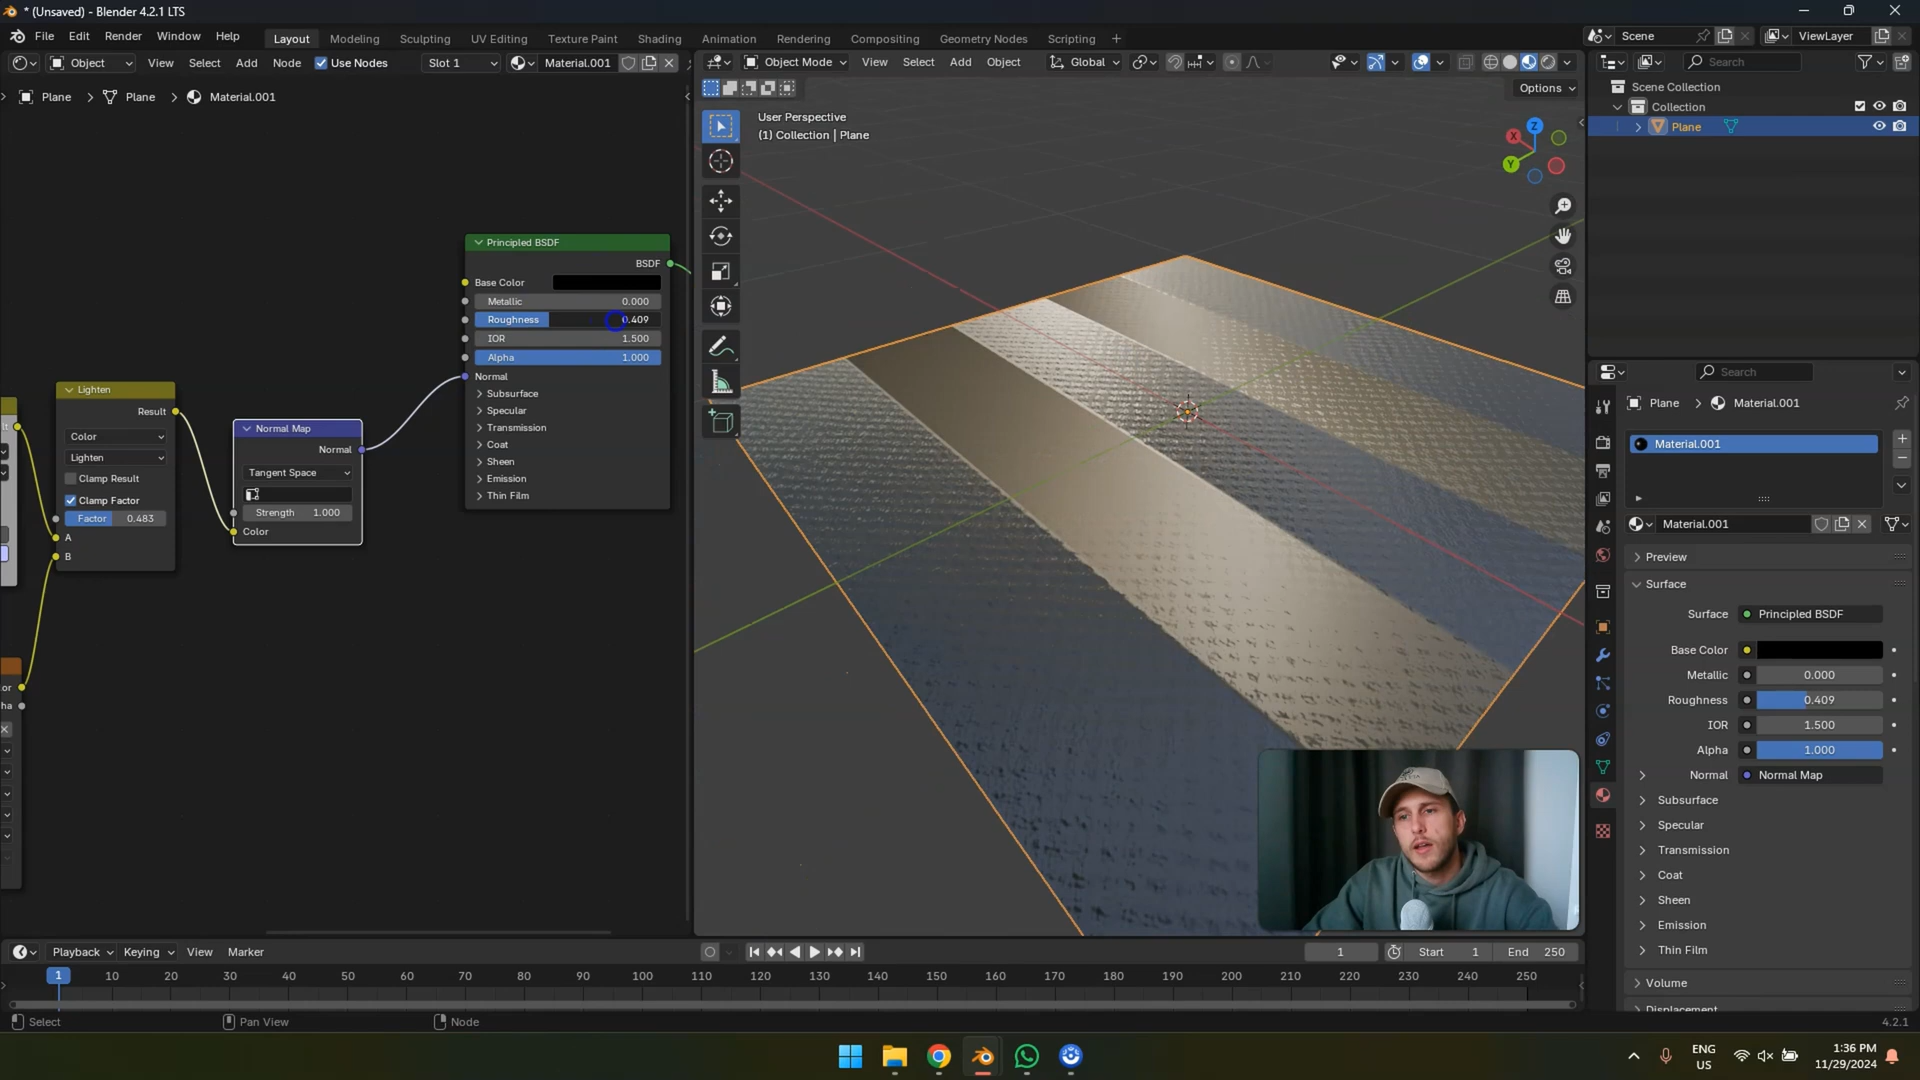 * (Unsaved) - Blender 4.2.1 LTS
File Edit Render Window Help
Layout Modeling Sculpting UV Editing Texture Paint Shading Animation Rendering Compositing Geometry Nodes Scripting +
Scene
ViewLayer
Object View Select Add Node Use Nodes Slot 1 Material.001
Object Mode View Select Add Object Global
Search
Plane > Plane > Material.001
Options
Scene Collection
Collection
Plane
User Perspective
(1) Collection | Plane
Z
X
Y
Principled BSDF
BSDF
Base Color
Metallic 0.000
Roughness 0.409
IOR 1.500
Alpha 1.000
Normal
Subsurface
Specular
Transmission
Coat
Sheen
Emission
Thin Film
Lighten
Result
Color
Lighten
Clamp Result
Clamp Factor
Factor 0.483
A
B
Normal Map
Normal
Tangent Space
Strength 1.000
Color
Search
Plane > Material.001
Material.001
Material.001
Preview
Surface
Surface Principled BSDF
Base Color
Metallic 0.000
Roughness 0.409
IOR 1.500
Alpha 1.000
Normal Normal Map
Subsurface
Specular
Transmission
Coat
Sheen
Emission
Thin Film
Volume
Displacement
Playback Keying View Marker
1 Start 1 End 250
1 10 20 30 40 50 60 70 80 90 100 110 120 130 140 150 160 170 180 190 200 210 220 230 240 250
Select Pan View Node
4.2.1
ENG
US
1:36 PM
11/29/2024